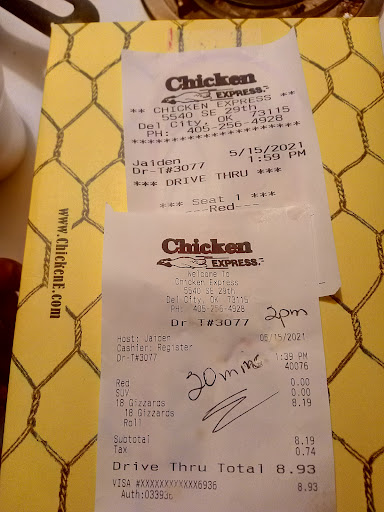 Chicken
EXPRESS
** CHICKEN EXPRESS **
5540 SE 29th
Del City, OK 73115
PH: 405-256-4928
**********************
Jaiden 5/15/2021
Dr-T#3077 1:59 PM
*** DRIVE THRU ***
*** Seat 1 ***
---Red---
www.ChickenE.com
Chicken
EXPRESS
Welcome To
Chicken Express
5540 SE 29th
Del City, OK 73115
PH: 405-256-4928
Dr-T#3077 2pm
Host: Jaiden 05/15/2021
Cashier: Register
Dr-T#3077 1:39 PM
40076
20 min
Red 0.00
SUV 0.00
18 Gizzards 8.19
18 Gizzards
Roll
Subtotal 8.19
Tax 0.74
Drive Thru Total 8.93
VISA #XXXXXXXXXXXX6936 8.93
Auth:033936